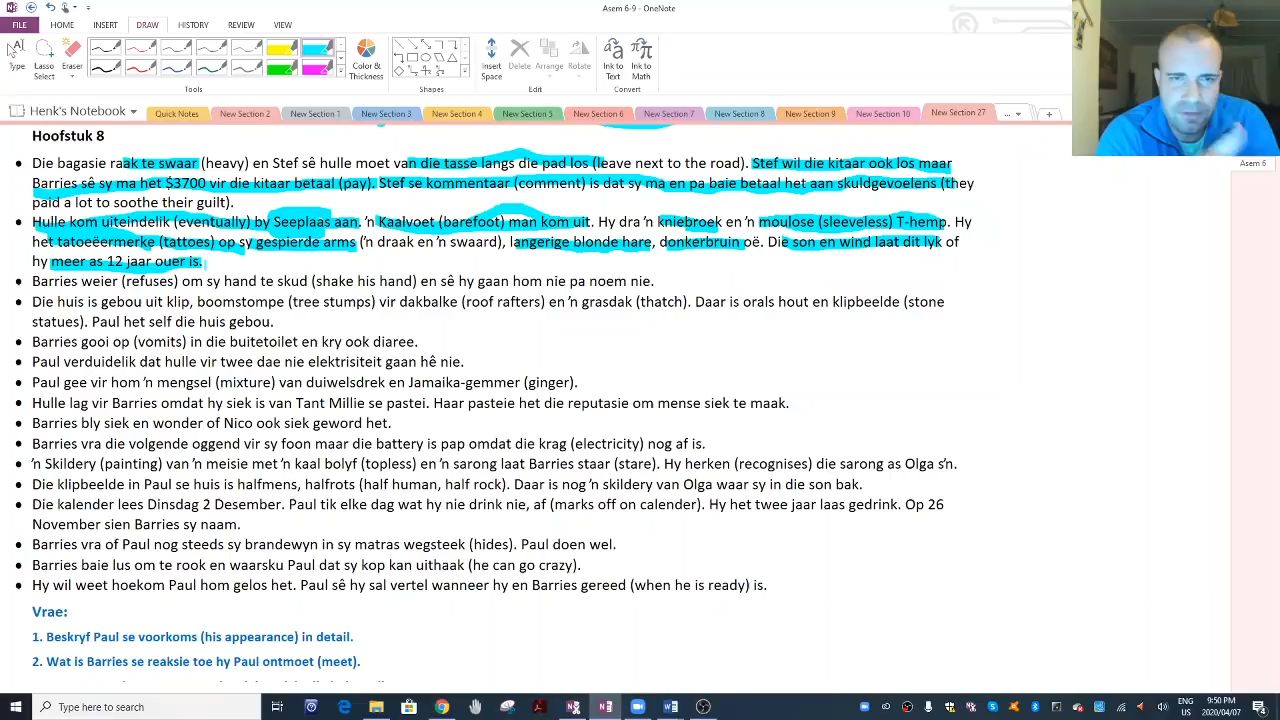 Asem 6-9 - OneNote
FILE HOME INSERT DRAW HISTORY REVIEW VIEW
Type Lasso Select Eraser Color & Thickness Insert Space Delete Arrange Rotate Ink to Text Ink to Math
Tools Shapes Edit Convert
Henk's Notebook Quick Notes New Section 2 New Section 1 New Section 3 New Section 4 New Section 5 New Section 6 New Section 7 New Section 8 New Section 9 New Section 10 New Section 27 ...
Asem 6
Hoofstuk 8
• Die bagasie raak te swaar (heavy) en Stef sê hulle moet van die tasse langs die pad los (leave next to the road). Stef wil die kitaar ook los maar
Barries sê sy ma het $3700 vir die kitaar betaal (pay). Stef se kommentaar (comment) is dat sy ma en pa baie betaal het aan skuldgevoelens (they
paid a lot to soothe their guilt).
• Hulle kom uiteindelik (eventually) by Seeplaas aan. 'n Kaalvoet (barefoot) man kom uit. Hy dra 'n kniebroek en 'n moulose (sleeveless) T-hemp. Hy
het tatoeëermerke (tattoes) op sy gespierde arms ('n draak en 'n swaard), langerige blonde hare, donkerbruin oë. Die son en wind laat dit lyk of
hy meer as 12 jaar ouer is.
• Barries weier (refuses) om sy hand te skud (shake his hand) en sê hy gaan hom nie pa noem nie.
• Die huis is gebou uit klip, boomstompe (tree stumps) vir dakbalke (roof rafters) en 'n grasdak (thatch). Daar is orals hout en klipbeelde (stone
statues). Paul het self die huis gebou.
• Barries gooi op (vomits) in die buitetoilet en kry ook diaree.
• Paul verduidelik dat hulle vir twee dae nie elektrisiteit gaan hê nie.
• Paul gee vir hom 'n mengsel (mixture) van duiwelsdrek en Jamaika-gemmer (ginger).
• Hulle lag vir Barries omdat hy siek is van Tant Millie se pastei. Haar pasteie het die reputasie om mense siek te maak.
• Barries bly siek en wonder of Nico ook siek geword het.
• Barries vra die volgende oggend vir sy foon maar die battery is pap omdat die krag (electricity) nog af is.
• 'n Skildery (painting) van 'n meisie met 'n kaal bolyf (topless) en 'n sarong laat Barries staar (stare). Hy herken (recognises) die sarong as Olga s'n.
• Die klipbeelde in Paul se huis is halfmens, halfrots (half human, half rock). Daar is nog 'n skildery van Olga waar sy in die son bak.
• Die kalender lees Dinsdag 2 Desember. Paul tik elke dag wat hy nie drink nie, af (marks off on calender). Hy het twee jaar laas gedrink. Op 26
November sien Barries sy naam.
• Barries vra of Paul nog steeds sy brandewyn in sy matras wegsteek (hides). Paul doen wel.
• Barries baie lus om te rook en waarsku Paul dat sy kop kan uithaak (he can go crazy).
• Hy wil weet hoekom Paul hom gelos het. Paul sê hy sal vertel wanneer hy en Barries gereed (when he is ready) is.
Vrae:
1. Beskryf Paul se voorkoms (his appearance) in detail.
2. Wat is Barries se reaksie toe hy Paul ontmoet (meet).
Type here to search
ENG
US
9:50 PM
2020/04/07